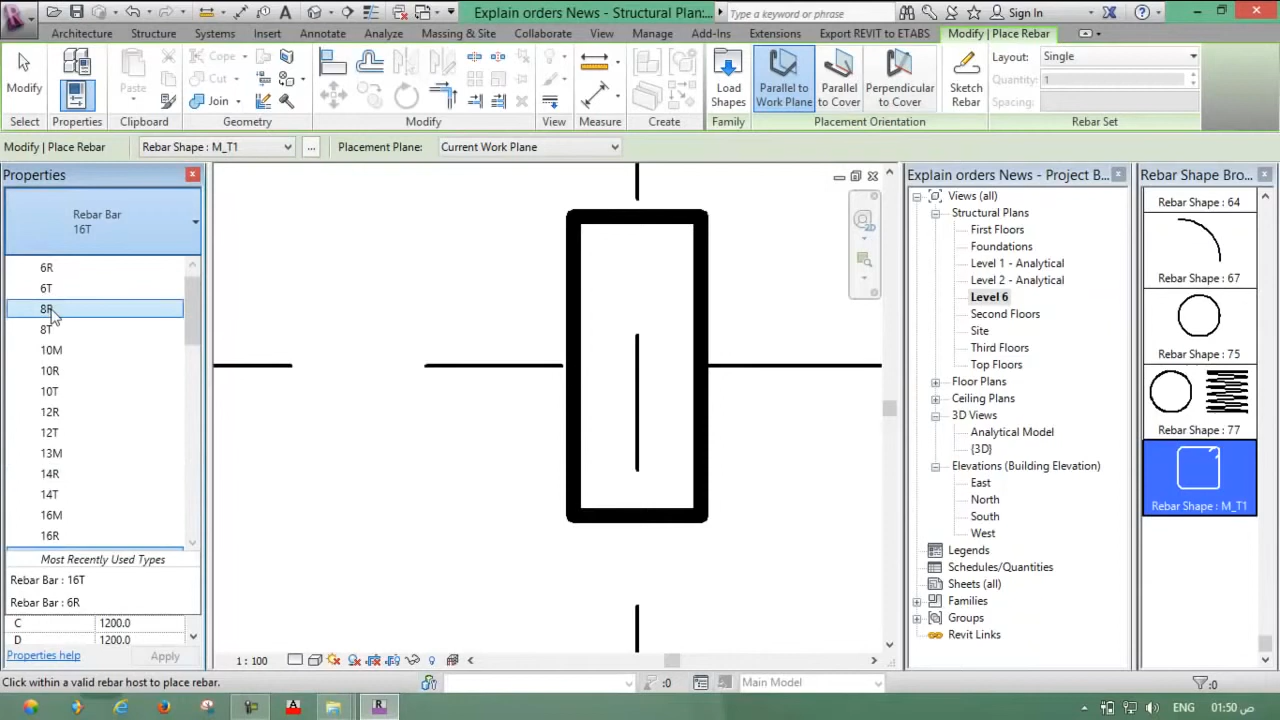 Explain orders News - Structural Plan:...
Type a keyword or phrase
Sign In
Architecture
Structure
Systems
Insert
Annotate
Analyze
Massing & Site
Collaborate
View
Manage
Add-Ins
Extensions
Export REVIT to ETABS
Modify | Place Rebar
Modify
Paste
Cope
Cut
Join
Load
Shapes
Parallel to
Work Plane
Parallel
to Cover
Perpendicular
to Cover
Sketch
Rebar
Layout:
Single
Quantity:
1
Spacing:
Select
Properties
Clipboard
Geometry
Modify
View
Measure
Create
Family
Placement Orientation
Rebar Set
Modify | Place Rebar
Rebar Shape : M_T1
...
Placement Plane:
Current Work Plane
Properties
Rebar Bar
16T
6R
6T
8R
8T
10M
10R
10T
12R
12T
13M
14R
14T
16M
16R
Most Recently Used Types
Rebar Bar : 16T
Rebar Bar : 6R
C 1200.0
D 1200.0
Properties help
Apply
2D
1 : 100
Explain orders News - Project B...
Views (all)
Structural Plans
First Floors
Foundations
Level 1 - Analytical
Level 2 - Analytical
Level 6
Second Floors
Site
Third Floors
Top Floors
Floor Plans
Ceiling Plans
3D Views
Analytical Model
{3D}
Elevations (Building Elevation)
East
North
South
West
Legends
Schedules/Quantities
Sheets (all)
Families
Groups
Revit Links
Rebar Shape Bro...
Rebar Shape : 64
Rebar Shape : 67
Rebar Shape : 75
Rebar Shape : 77
Rebar Shape : M_T1
Click within a valid rebar host to place rebar.
:0
Main Model
:0
ENG
01:50 ص